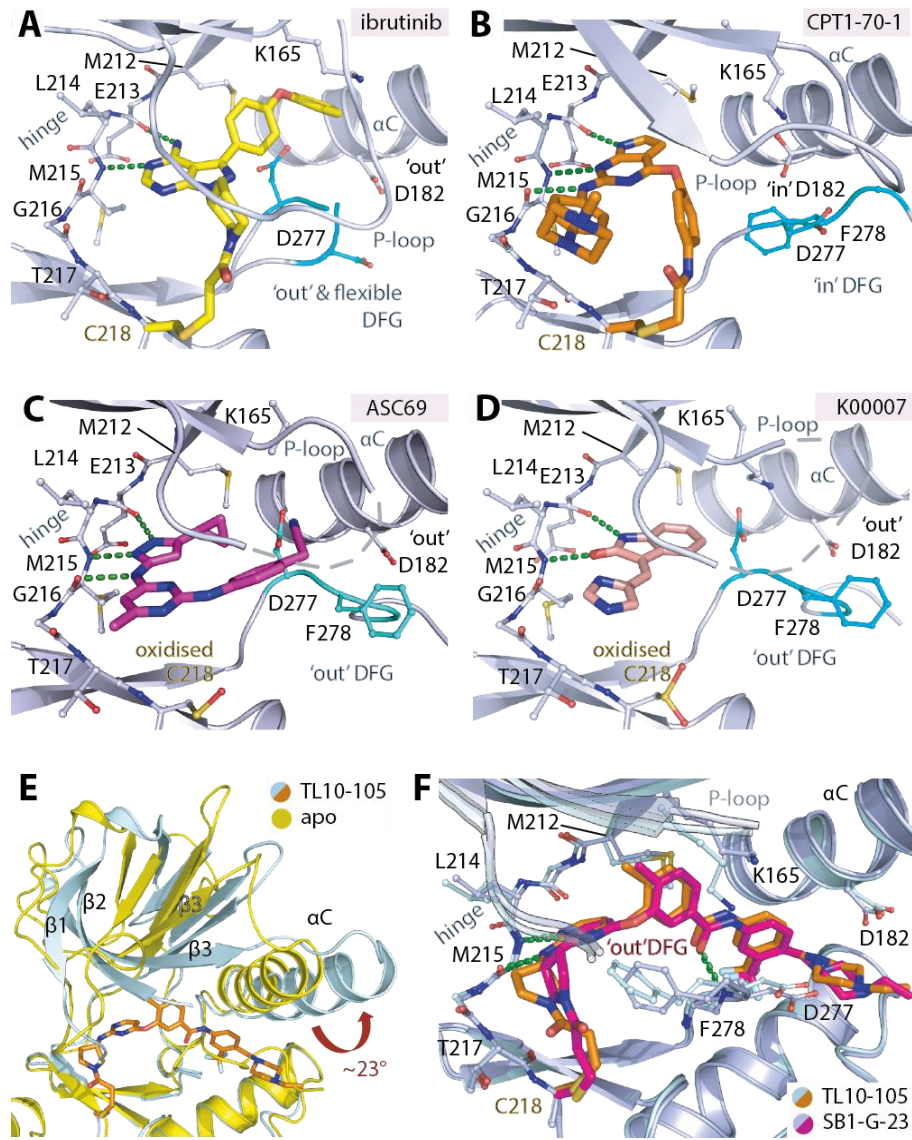 A
ibrutinib
K165
M212
L214
E213
hinge
αC
'out'
D182
M215
G216
P-loop
D277
T217
'out' & flexible
DFG
C218
B
CPT1-70-1
M212
K165
αC
L214
E213
hinge
M215
P-loop
'in' D182
G216
F278
D277
T217
'in' DFG
C218
C
ASC69
K165
P-loop
αC
M212
L214
E213
hinge
'out'
D182
M215
G216
D277
F278
oxidised
C218
T217
'out' DFG
D
K00007
K165
P-loop
αC
M212
L214
E213
hinge
'out'
D182
M215
G216
D277
F278
oxidised
C218
T217
'out' DFG
E
TL10-105
apo
β1
β2
β3
β3
αC
~23°
F
P-loop
αC
M212
L214
K165
hinge
D182
M215
'out' DFG
F278
D277
T217
C218
TL10-105
SB1-G-23